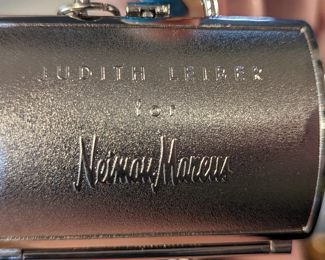 JUDITH LEIBER
for
Neiman Marcus